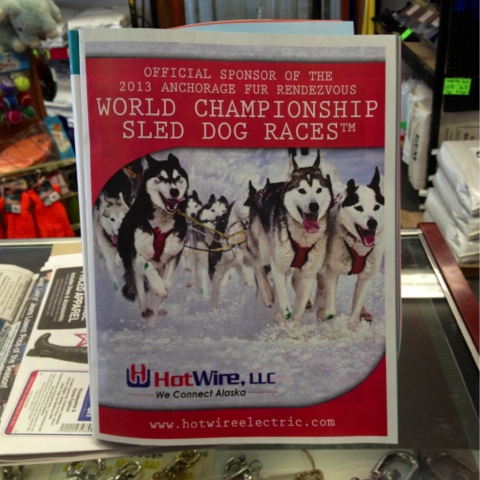 OFFICIAL SPONSOR OF THE
2013 ANCHORAGE FUR RENDEZVOUS
WORLD CHAMPIONSHIP
SLED DOG RACES™
HotWire, LLC
We Connect Alaska
www.hotwireelectric.com
APPAREL